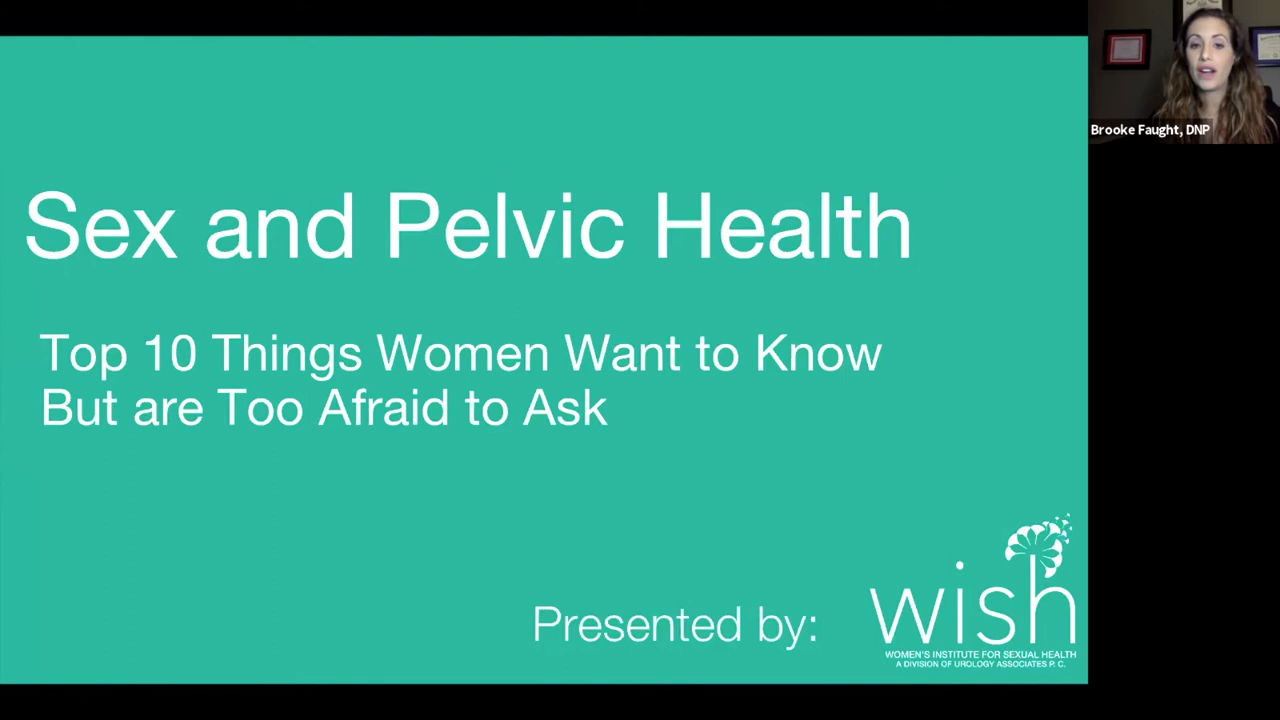 Sex and Pelvic Health
Top 10 Things Women Want to Know
But are Too Afraid to Ask
Presented by:
wish
WOMEN'S INSTITUTE FOR SEXUAL HEALTH
A DIVISION OF UROLOGY ASSOCIATES P.C.
Brooke Faught, DNP